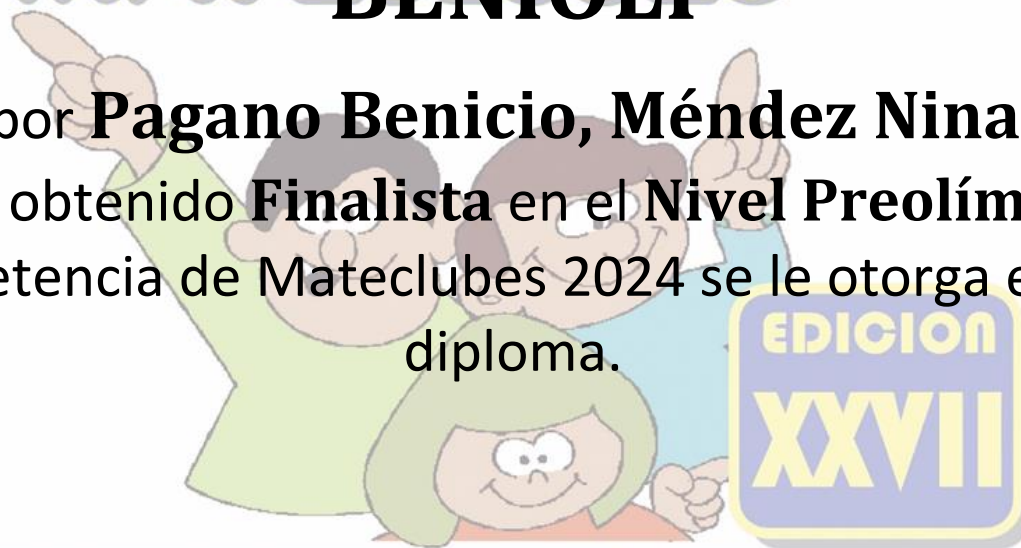 por Pagano Benicio, Méndez Nina
obtenido Finalista en el Nivel Preolím
etencia de Mateclubes 2024 se le otorga e
diploma.
EDICION
XXVII